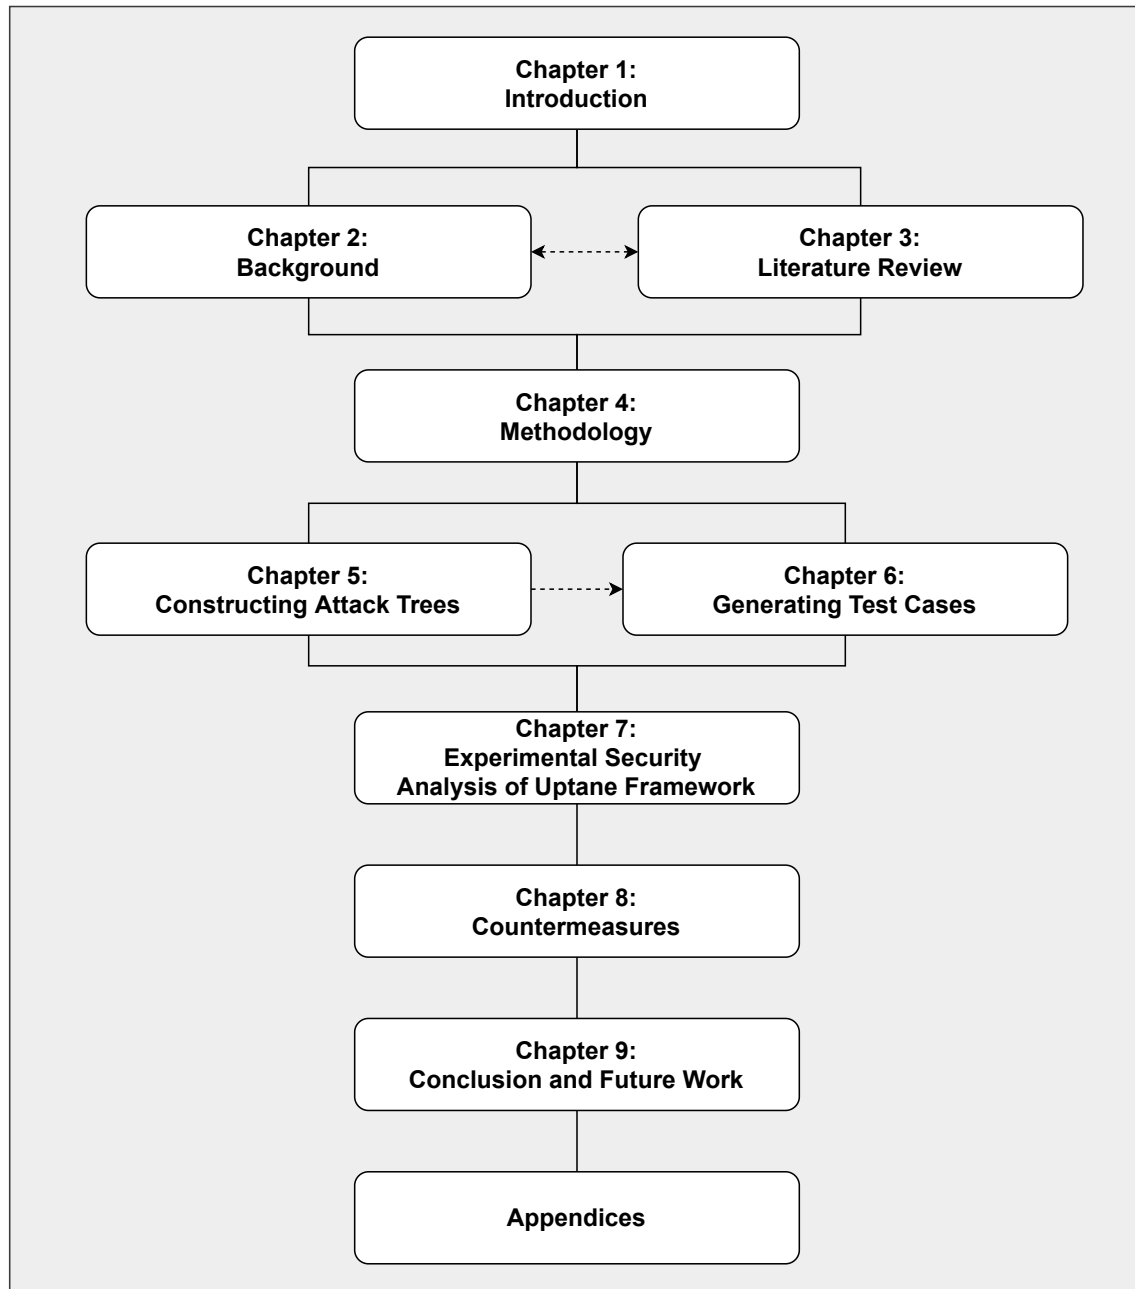 Chapter 1:
Introduction
Chapter 2:
Background
Chapter 3:
Literature Review
Chapter 4:
Methodology
Chapter 5:
Constructing Attack Trees
Chapter 6:
Generating Test Cases
Chapter 7:
Experimental Security
Analysis of Uptane Framework
Chapter 8:
Countermeasures
Chapter 9:
Conclusion and Future Work
Appendices